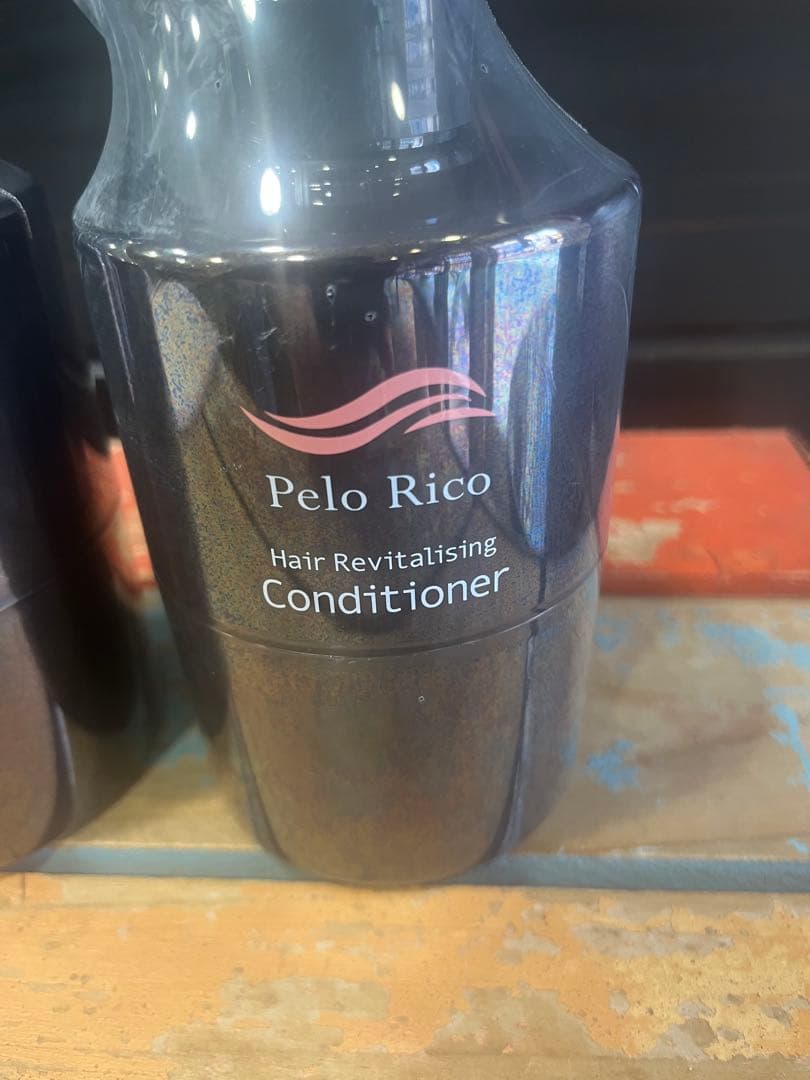 Pelo Rico
Hair Revitalising
Conditioner